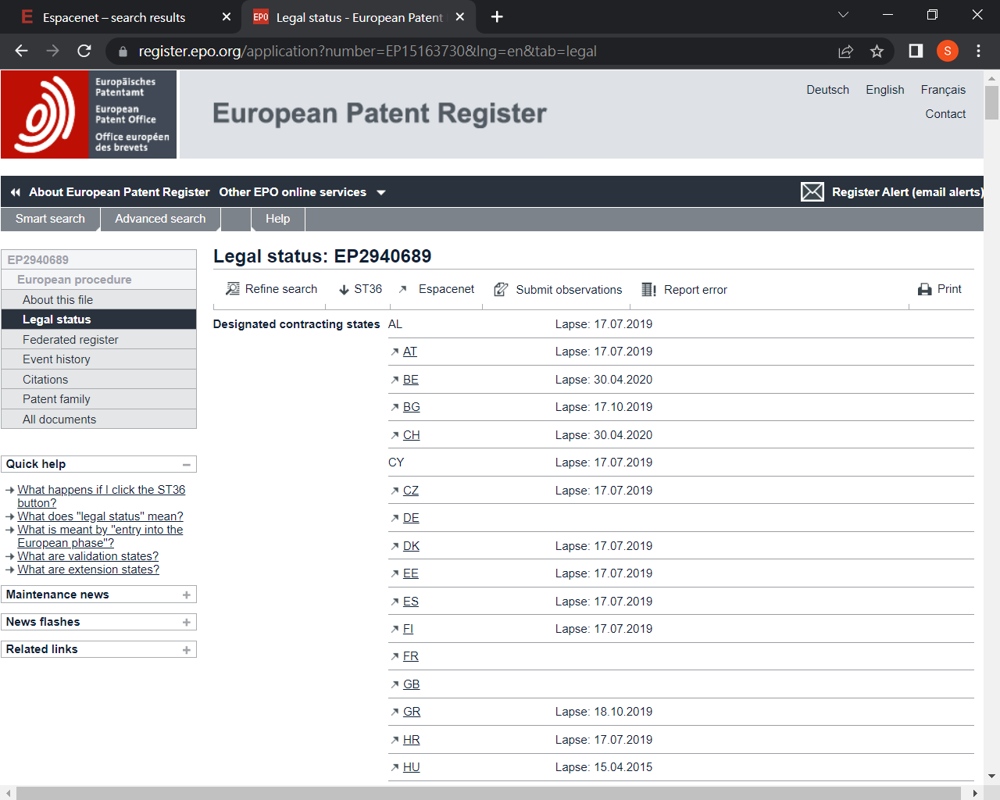 Espacenet – search results
Legal status - European Patent
register.epo.org/application?number=EP15163730&lng=en&tab=legal
S
Europäisches
Patentamt
European
Patent Office
Office européen
des brevets
European Patent Register
Deutsch English Français
Contact
About European Patent Register Other EPO online services
Register Alert (email alerts)
Smart search Advanced search Help
EP2940689
European procedure
About this file
Legal status
Federated register
Event history
Citations
Patent family
All documents
Quick help
What happens if I click the ST36
button?
What does "legal status" mean?
What is meant by "entry into the
European phase"?
What are validation states?
What are extension states?
Maintenance news
News flashes
Related links
Legal status: EP2940689
Refine search ST36 Espacenet Submit observations Report error Print
Designated contracting states AL Lapse: 17.07.2019
AT Lapse: 17.07.2019
BE Lapse: 30.04.2020
BG Lapse: 17.10.2019
CH Lapse: 30.04.2020
CY Lapse: 17.07.2019
CZ Lapse: 17.07.2019
DE
DK Lapse: 17.07.2019
EE Lapse: 17.07.2019
ES Lapse: 17.07.2019
FI Lapse: 17.07.2019
FR
GB
GR Lapse: 18.10.2019
HR Lapse: 17.07.2019
HU Lapse: 15.04.2015